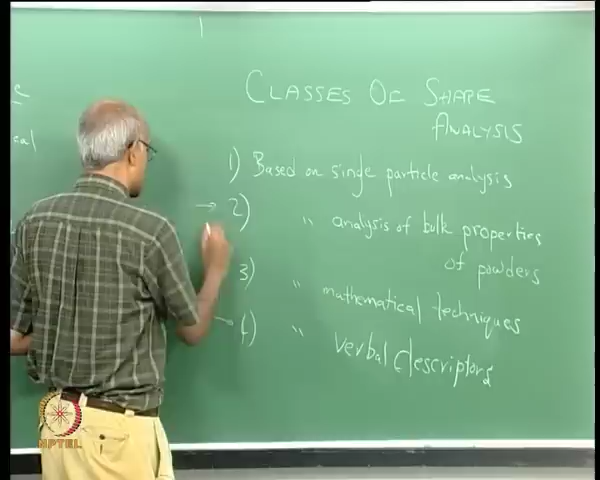 CLASSES OF SHAPE
ANALYSIS
1) Based on single particle analysis
→ 2) " analysis of bulk properties
of powders
3) " mathematical techniques
→ 4) " verbal descriptors
cal
NPTEL